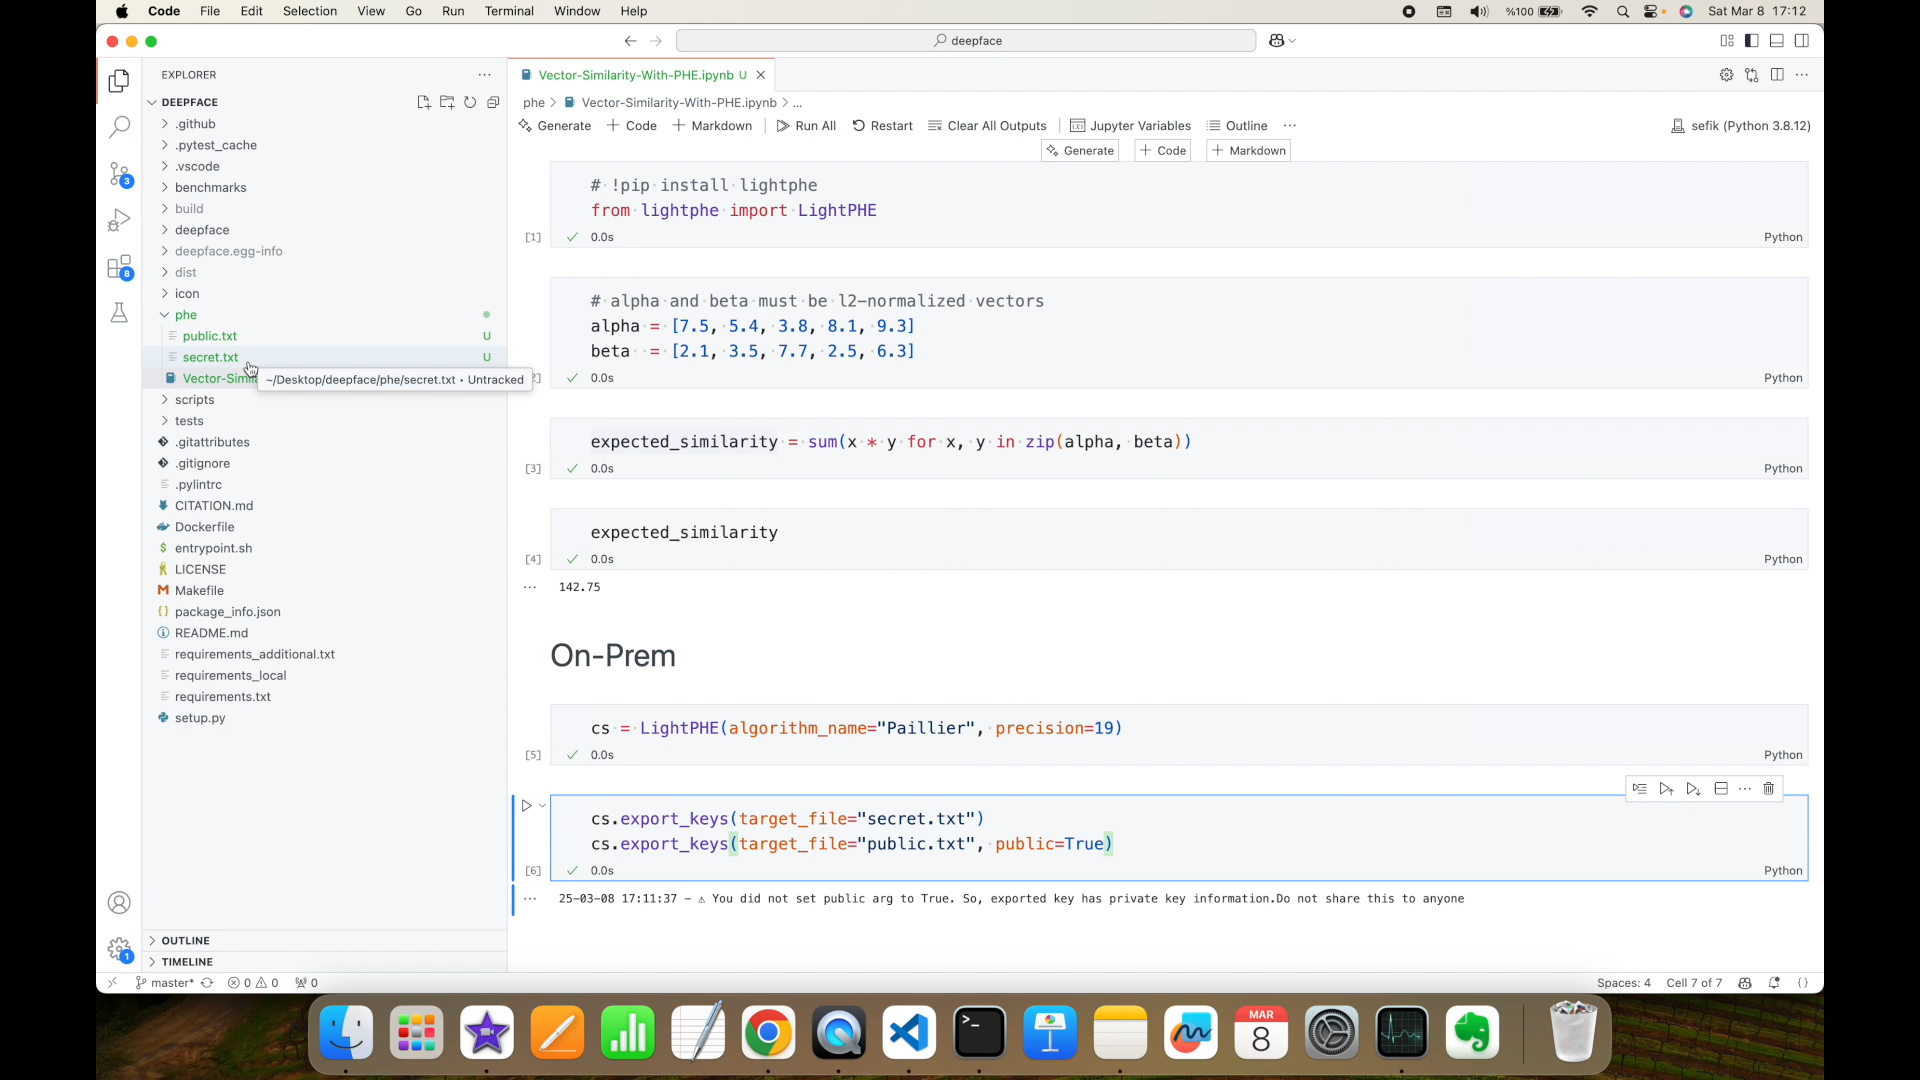 Code File Edit Selection View Go Run Terminal Window Help %100 Sat Mar 8 17:12
deepface
EXPLORER
Vector-Similarity-With-PHE.ipynb U
DEEPFACE
phe > Vector-Similarity-With-PHE.ipynb > ...
.github
Generate + Code + Markdown Run All Restart Clear All Outputs Jupyter Variables Outline ... sefik (Python 3.8.12)
.pytest_cache
Generate + Code + Markdown
.vscode
benchmarks
build
deepface
deepface.egg-info
dist
icon
phe
public.txt U
secret.txt U
Vector-Simila
~/Desktop/deepface/phe/secret.txt • Untracked
scripts
tests
.gitattributes
.gitignore
.pylintrc
CITATION.md
Dockerfile
$ entrypoint.sh
LICENSE
Makefile
{} package_info.json
README.md
requirements_additional.txt
requirements_local
requirements.txt
setup.py
OUTLINE
TIMELINE
# !pip install lightphe
from lightphe import LightPHE
[1] ✓ 0.0s Python
# alpha and beta must be l2-normalized vectors
alpha = [7.5, 5.4, 3.8, 8.1, 9.3]
beta = [2.1, 3.5, 7.7, 2.5, 6.3]
✓ 0.0s Python
expected_similarity = sum(x * y for x, y in zip(alpha, beta))
[3] ✓ 0.0s Python
expected_similarity
[4] ✓ 0.0s Python
... 142.75
On-Prem
cs = LightPHE(algorithm_name="Paillier", precision=19)
[5] ✓ 0.0s Python
cs.export_keys(target_file="secret.txt")
cs.export_keys(target_file="public.txt", public=True)
[6] ✓ 0.0s Python
... 25-03-08 17:11:37 - ⚠ You did not set public arg to True. So, exported key has private key information.Do not share this to anyone
3
8
1
master* 0 0 0 Spaces: 4 Cell 7 of 7 {}
MAR
8